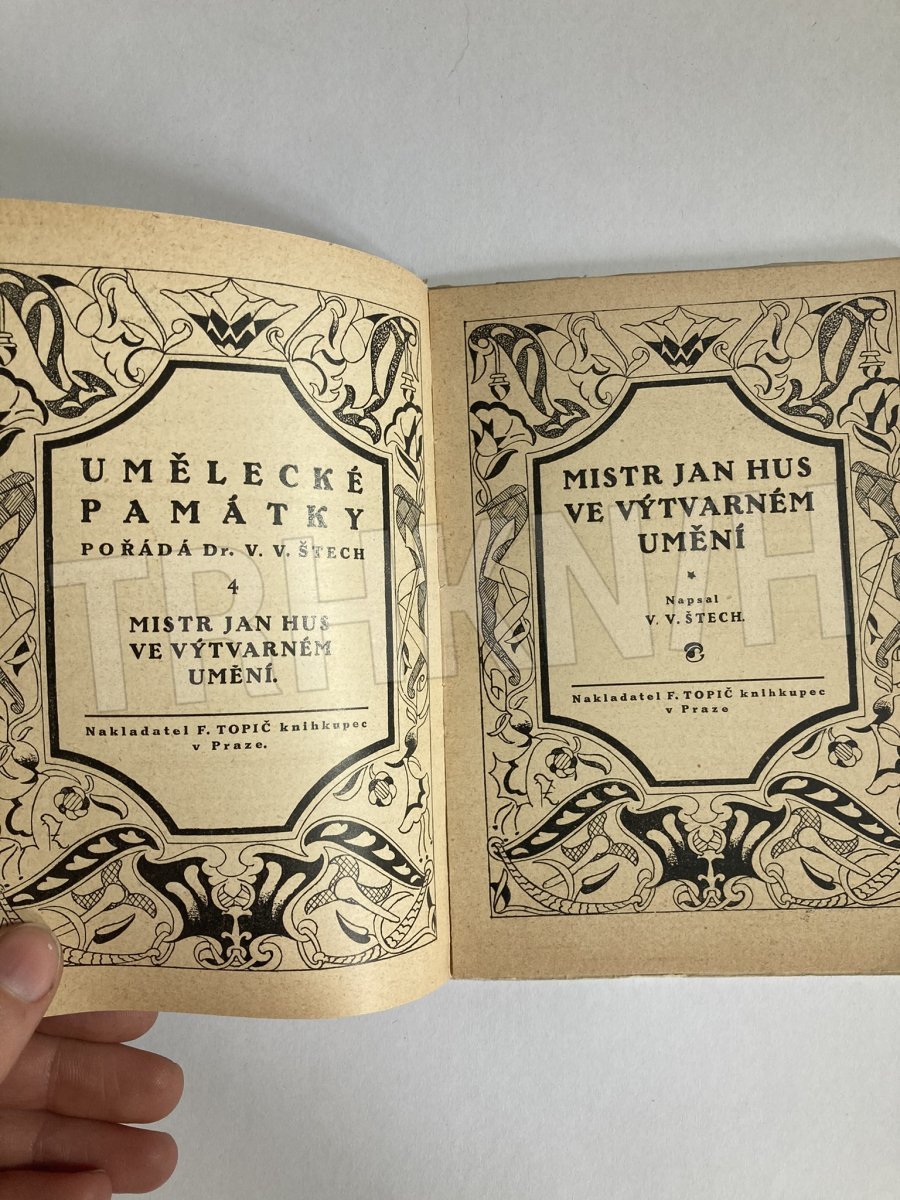 UMĚLECKÉ
PAMÁTKY
POŘÁDÁ Dr. V. V. ŠTECH
4
MISTR JAN HUS
VE VÝTVARNÉM
UMĚNÍ.
Nakladatel F. TOPIČ knihkupec
v Praze.
MISTR JAN HUS
VE VÝTVARNÉM
UMĚNÍ
Napsal
V. V. ŠTECH.
Nakladatel F. TOPIČ knihkupec
v Praze
TRHKNIH